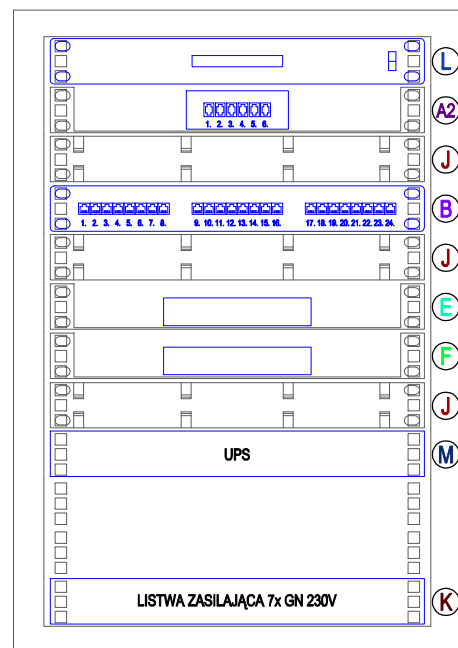 L
A2
1. 2. 3. 4. 5. 6.
J
B
1. 2. 3. 4. 5. 6. 7. 8. 9. 10. 11. 12. 13. 14. 15. 16. 17. 18. 19. 20. 21. 22. 23. 24.
J
E
F
J
UPS M
LISTWA ZASILAJĄCA 7x GN 230V K